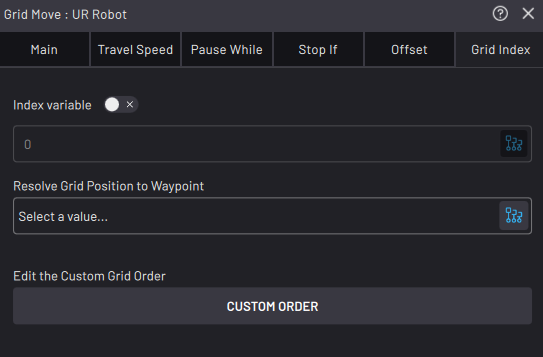 Grid Move : UR Robot
Main Travel Speed Pause While Stop If Offset Grid Index
Index variable
0
Resolve Grid Position to Waypoint
Select a value...
Edit the Custom Grid Order
CUSTOM ORDER